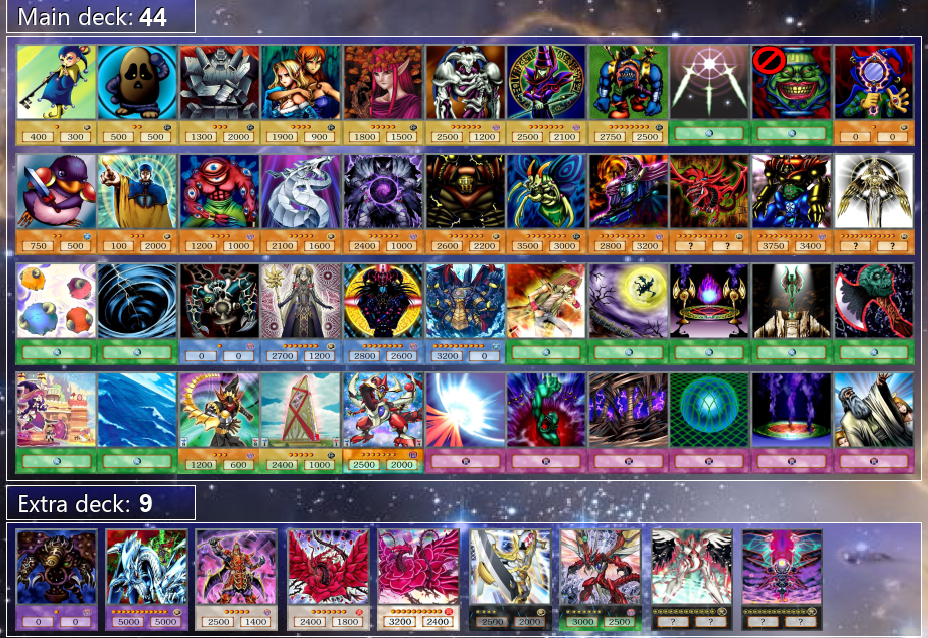 Main deck: 44
400 300 500 500 1300 2000 1900 900 1800 1500 2500 1200 2500 2100 2750 2500 0 0
750 500 100 2000 1200 1000 2100 1600 2400 1000 2600 2200 3500 3000 2800 3200 ? ? 3750 3400 ? ?
0 0 2700 1200 2800 2600 3200 0
1200 600 2400 1000 2500 2000
Extra deck: 9
0 0 5000 5000 2500 1400 2400 1800 3200 2400 2500 2000 3000 2500 ? ? ? ?